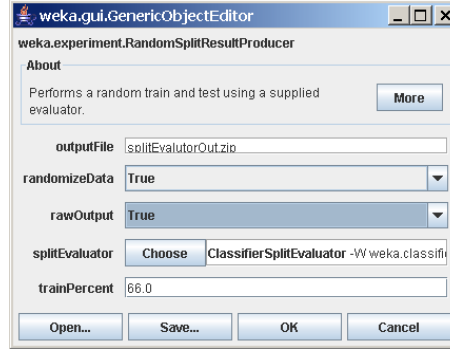 weka.gui.GenericObjectEditor
weka.experiment.RandomSplitResultProducer
About
Performs a random train and test using a supplied
evaluator.
More
outputFile splitEvalutorOut.zip
randomizeData True
rawOutput True
splitEvaluator Choose ClassifierSplitEvaluator -W weka.classifie
trainPercent 66.0
Open... Save... OK Cancel